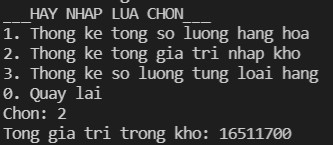 ___HAY NHAP LUA CHON___
1. Thong ke tong so luong hang hoa
2. Thong ke tong gia tri nhap kho
3. Thong ke so luong tung loai hang
0. Quay lai
Chon: 2
Tong gia tri trong kho: 16511700